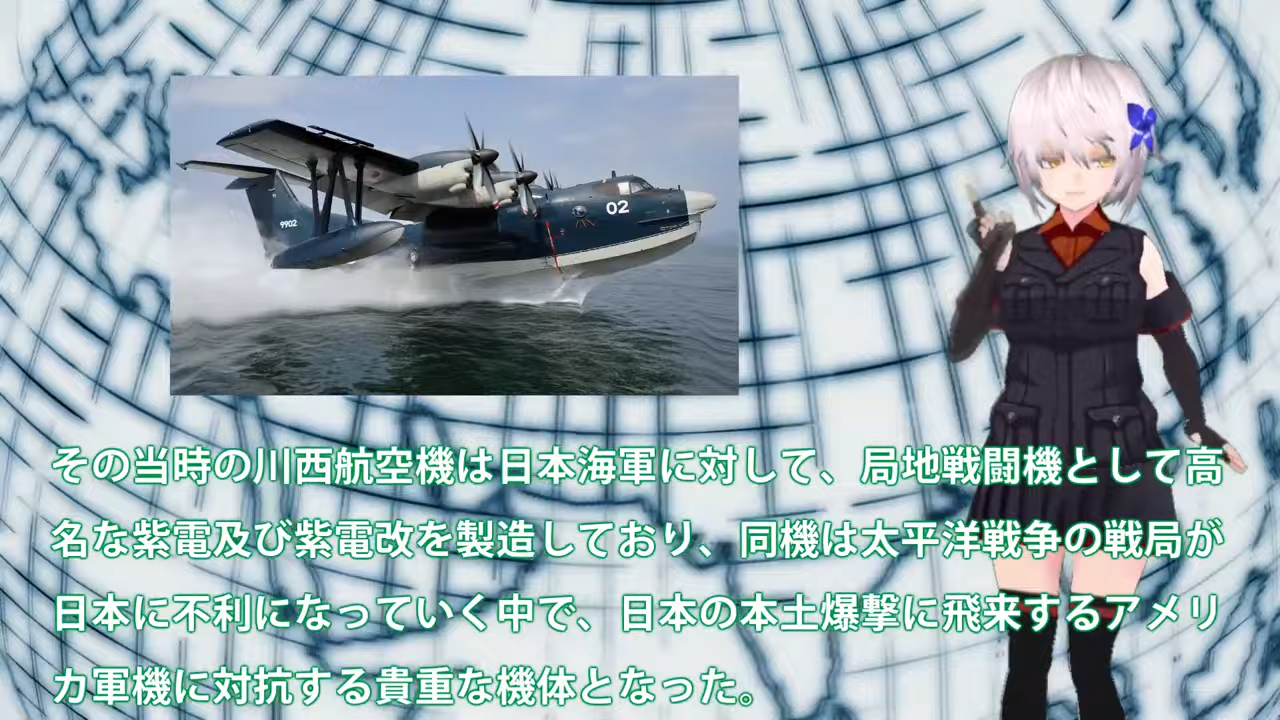 02
9902
その当時の川西航空機は日本海軍に対して、局地戦闘機として高
名な紫電及び紫電改を製造しており、同機は太平洋戦争の戦局が
日本に不利になっていく中で、日本の本土爆撃に飛来するアメリ
カ軍機に対抗する貴重な機体となった。